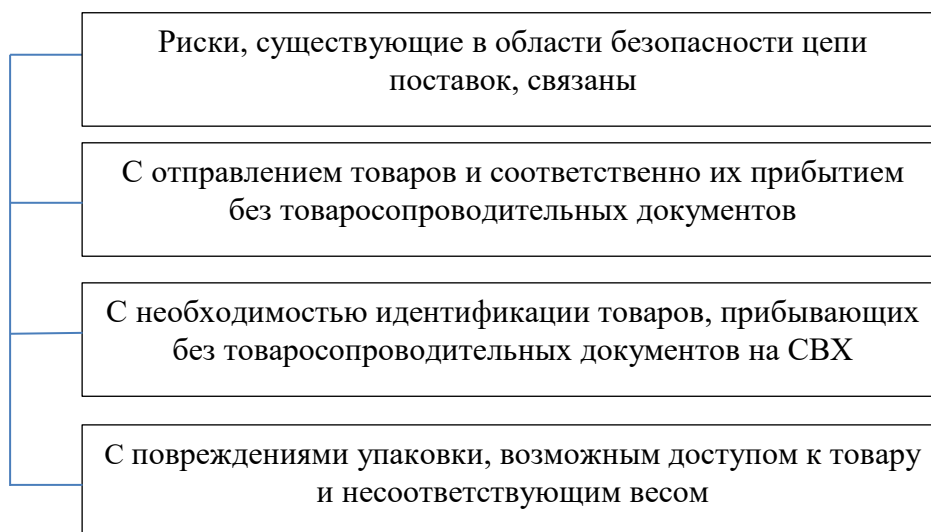 Риски, существующие в области безопасности цепи
поставок, связаны
С отправлением товаров и соответственно их прибытием
без товаросопроводительных документов
С необходимостью идентификации товаров, прибывающих
без товаросопроводительных документов на СВХ
С повреждениями упаковки, возможным доступом к товару
и несоответствующим весом